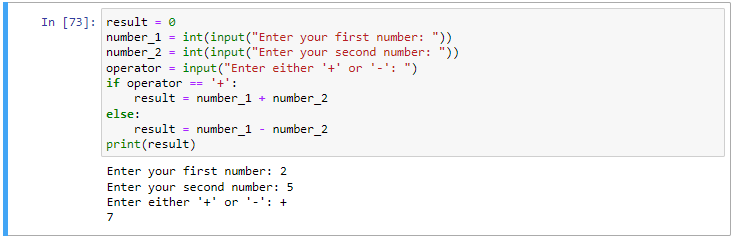 In [73]: result = 0
number_1 = int(input("Enter your first number: "))
number_2 = int(input("Enter your second number: "))
operator = input("Enter either '+' or '-': ")
if operator == '+':
    result = number_1 + number_2
else:
    result = number_1 - number_2
print(result)
Enter your first number: 2
Enter your second number: 5
Enter either '+' or '-': +
7